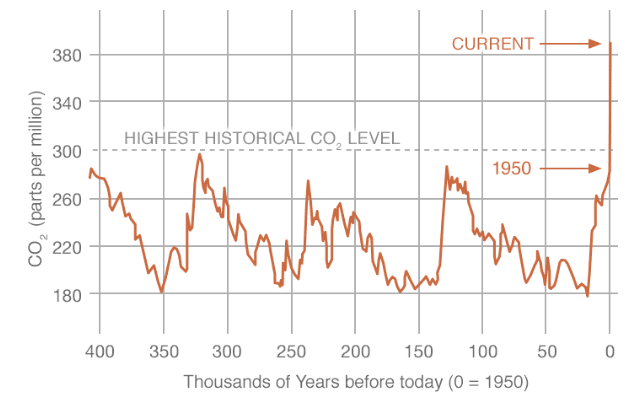 CURRENT
380
340
HIGHEST HISTORICAL CO₂ LEVEL
300
1950
260
220
180
CO₂ (parts per million)
400 350 300 250 200 150 100 50 0
Thousands of Years before today (0 = 1950)